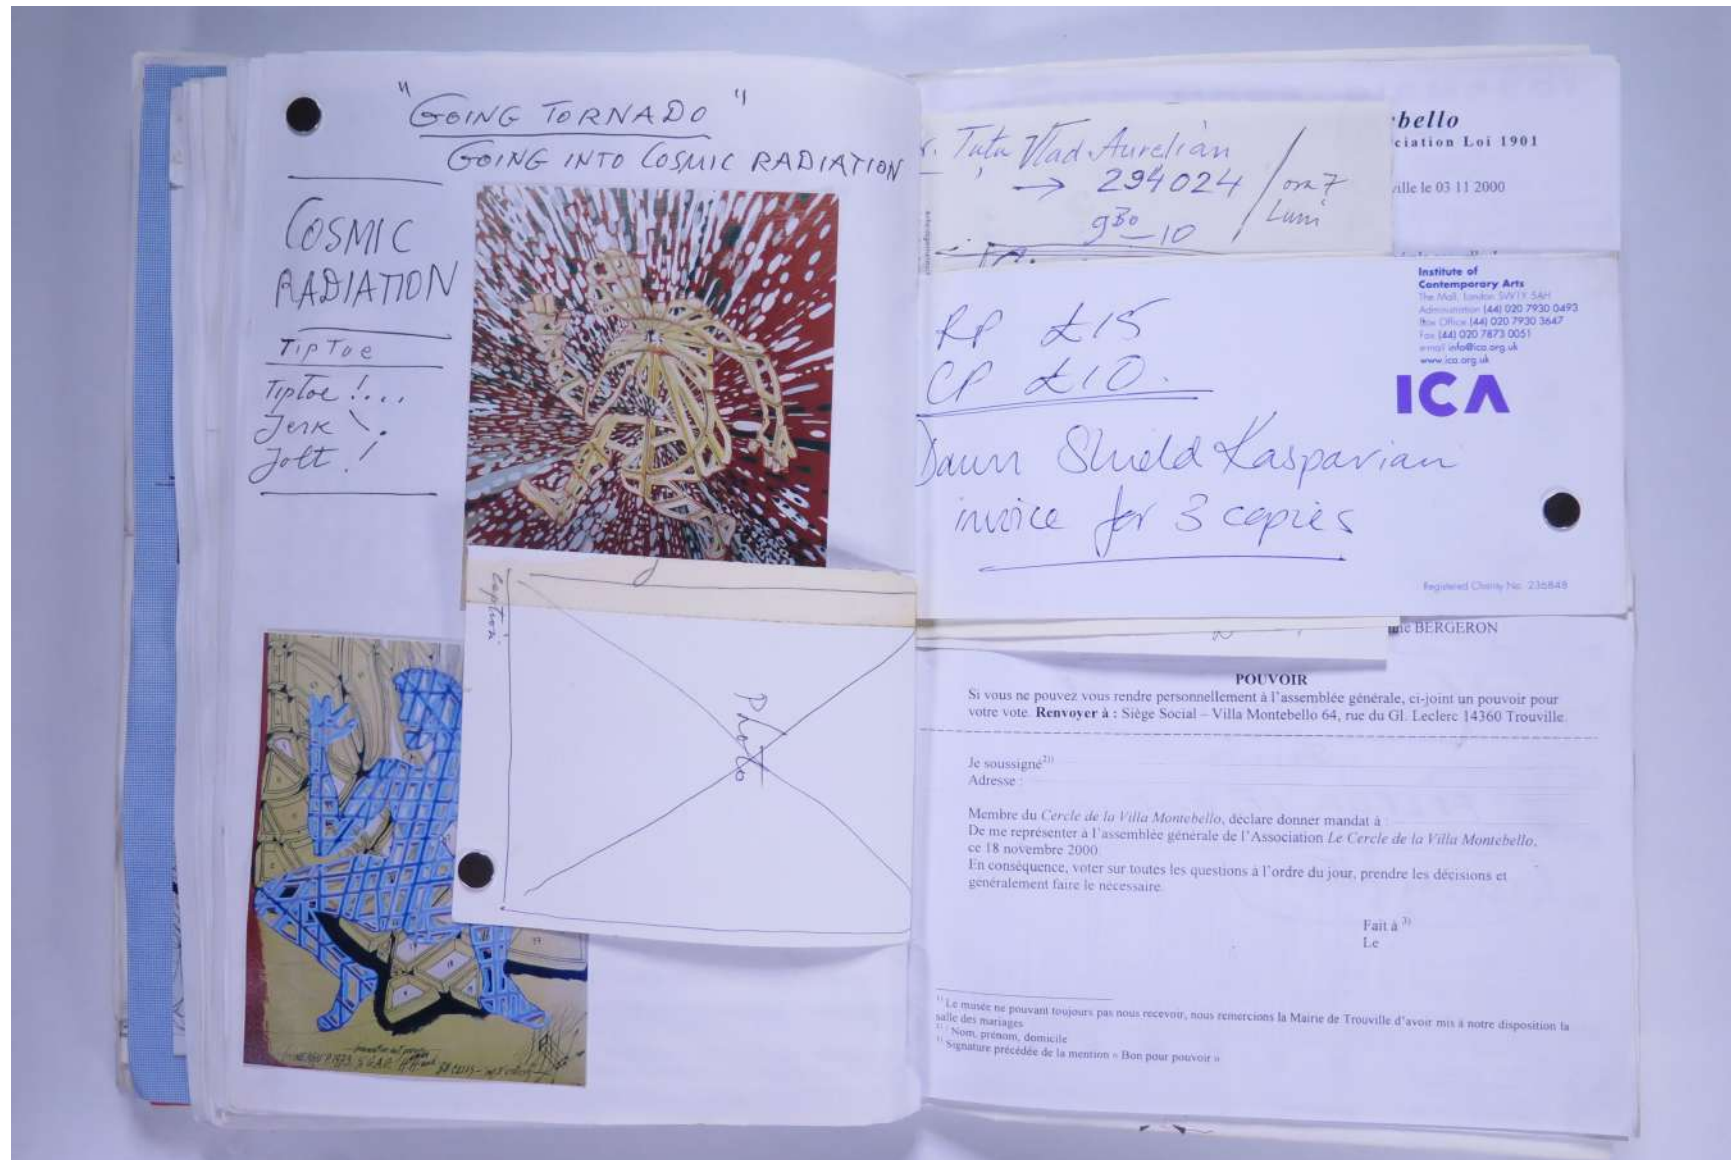 "GOING TORNADO"
GOING INTO COSMIC RADIATION
COSMIC
RADIATION
TIPTOE
Tiptoe !...
Jerk !
Jolt !
Caption
Photo
Tutu Vlad Aurelian
→ 294024 / ora 7
9 30 - 10 Luni
bello
ciation Loi 1901
ville le 03 11 2000
RP £15
CP £10.
Dawn Shield Kasparian
invoice for 3 copies
Institute of
Contemporary Arts
The Mall, London SW1Y 5AH
Administration (44) 020 7930 0493
Box Office (44) 020 7930 3647
Fax (44) 020 7873 0051
e-mail info@ica.org.uk
www.ica.org.uk
ICA
Registered Charity No. 236848
BERGERON
POUVOIR
Si vous ne pouvez vous rendre personnellement à l'assemblée générale, ci-joint un pouvoir pour
votre vote. Renvoyer à : Siège Social – Villa Montebello 64, rue du Gl. Leclerc 14360 Trouville.
Je soussigné 2)
Adresse :
Membre du Cercle de la Villa Montebello, déclare donner mandat à :
De me représenter à l'assemblée générale de l'Association Le Cercle de la Villa Montebello,
ce 18 novembre 2000.
En conséquence, voter sur toutes les questions à l'ordre du jour, prendre les décisions et
généralement faire le nécessaire.
Fait à 3)
Le
1) Le musée ne pouvant toujours pas nous recevoir, nous remercions la Mairie de Trouville d'avoir mis à notre disposition la
salle des mariages
2) Nom, prénom, domicile
3) Signature précédée de la mention « Bon pour pouvoir »